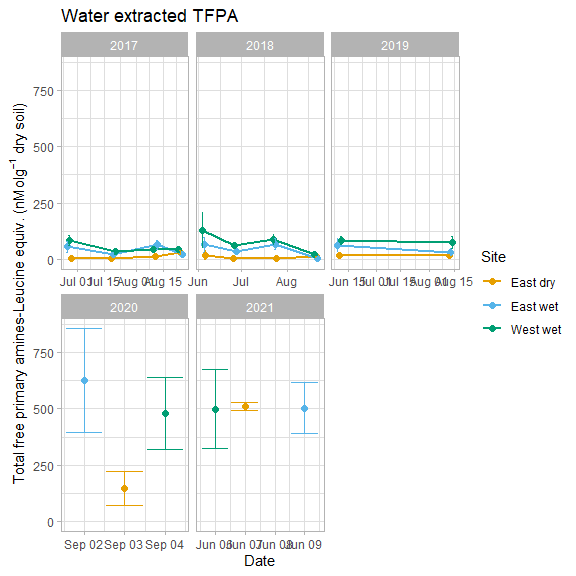 Water extracted TFPA
2017 2018 2019
Total free primary amines-Leucine equiv. (nMolg⁻¹ dry soil)
750
500
250
0
Jul 01 Jul 15 Aug 01 Aug 15 Jun Jul Aug Jun 15 Jul 01 Jul 15 Aug 01 Aug 15
Site
East dry
East wet
West wet
2020 2021
750
500
250
0
Sep 02 Sep 03 Sep 04 Jun 06 Jun 07 Jun 08 Jun 09
Date